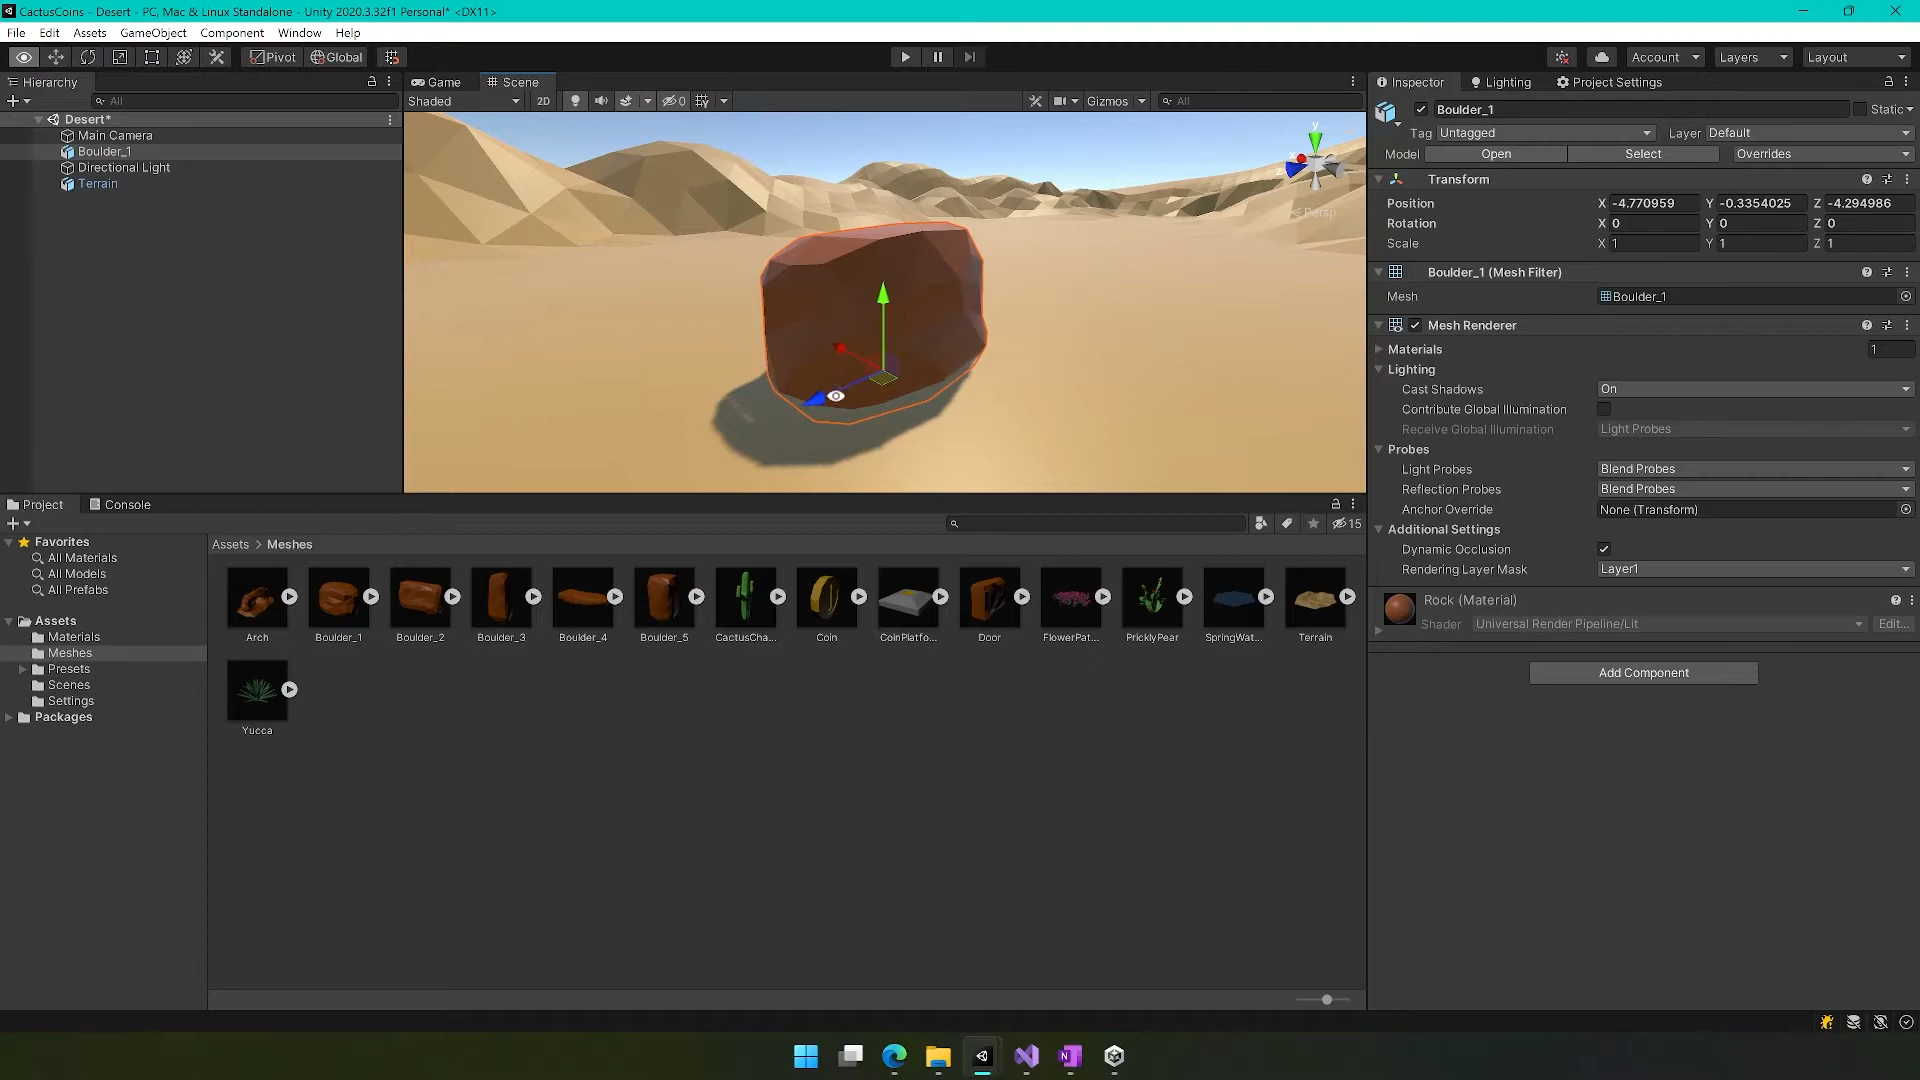 CactusCoins - Desert - PC, Mac & Linux Standalone - Unity 2020.3.32f1 Personal* <DX11>
File Edit Assets GameObject Component Window Help
Pivot Global Account Layers Layout
Hierarchy
All
Desert*
Main Camera
Boulder_1
Directional Light
Terrain
Game Scene
Shaded 2D 0 Gizmos All
y
x
z
< Persp
Inspector Lighting Project Settings
Boulder_1 Static
Tag Untagged Layer Default
Model Open Select Overrides
Transform
Position X -4.770959 Y -0.3354025 Z -4.294986
Rotation X 0 Y 0 Z 0
Scale X 1 Y 1 Z 1
Boulder_1 (Mesh Filter)
Mesh Boulder_1
Mesh Renderer
Materials 1
Lighting
Cast Shadows On
Contribute Global Illumination
Receive Global Illumination Light Probes
Probes
Light Probes Blend Probes
Reflection Probes Blend Probes
Anchor Override None (Transform)
Additional Settings
Dynamic Occlusion
Rendering Layer Mask Layer1
Rock (Material)
Shader Universal Render Pipeline/Lit Edit...
Add Component
Project Console
15
Favorites
All Materials
All Models
All Prefabs
Assets
Materials
Meshes
Presets
Scenes
Settings
Packages
Assets > Meshes
Arch Boulder_1 Boulder_2 Boulder_3 Boulder_4 Boulder_5 CactusCha... Coin CoinPlatfo... Door FlowerPat... PricklyPear SpringWat... Terrain
Yucca